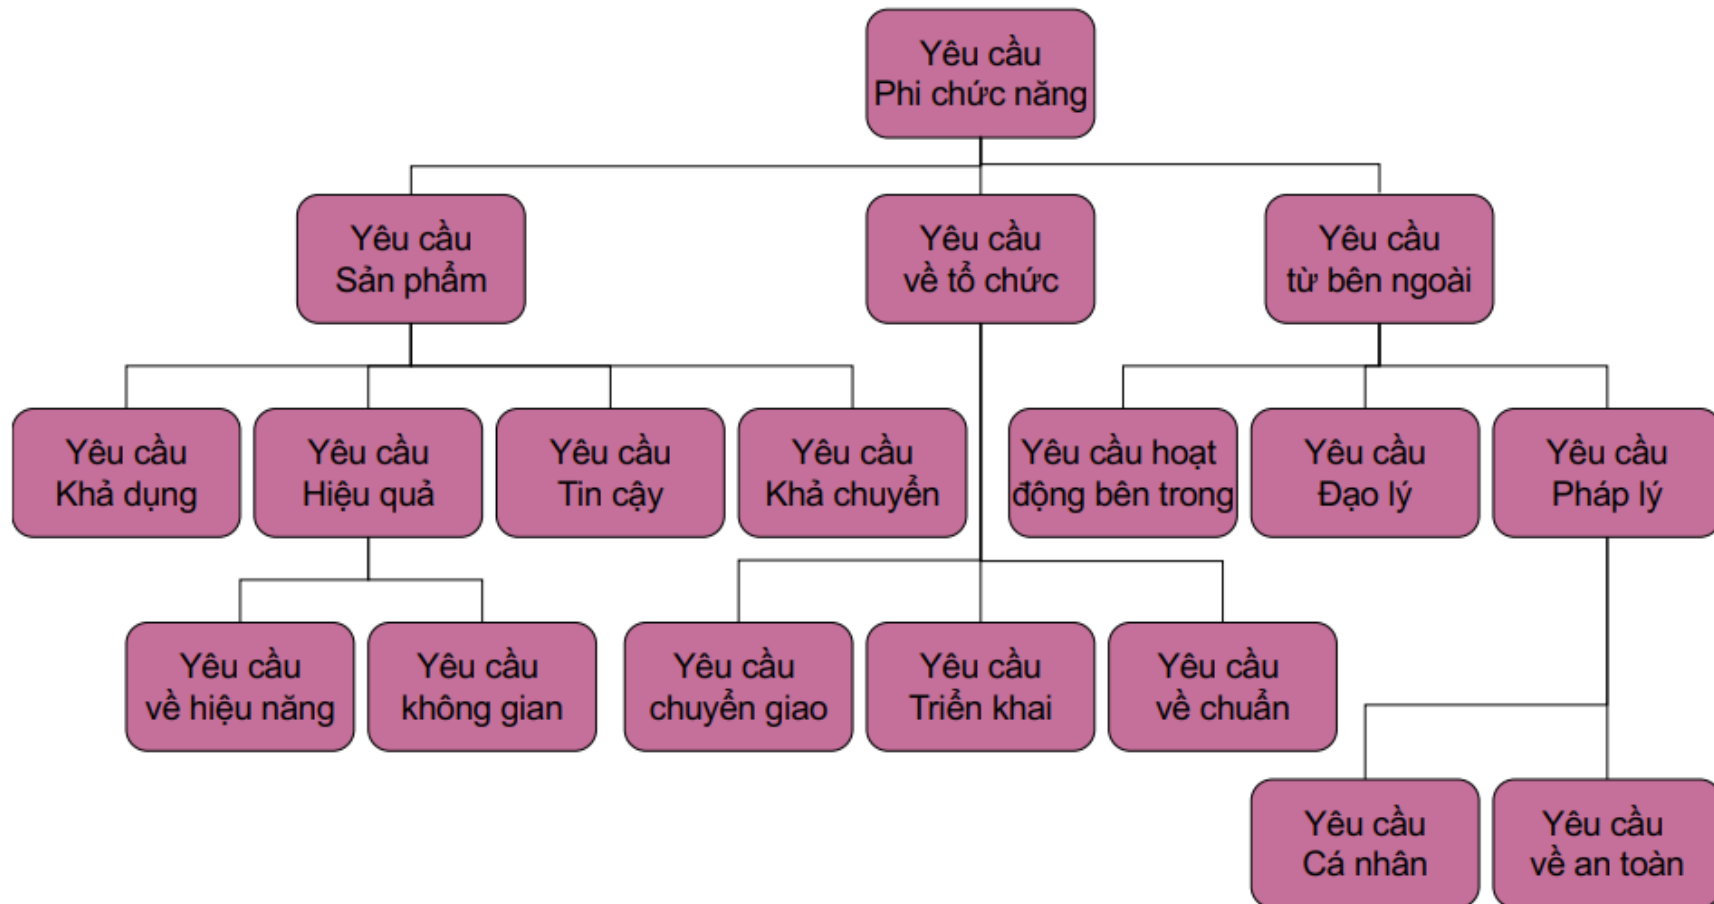 Yêu cầu
Phi chức năng
Yêu cầu
Sản phẩm
Yêu cầu
về tổ chức
Yêu cầu
từ bên ngoài
Yêu cầu
Khả dụng
Yêu cầu
Hiệu quả
Yêu cầu
Tin cậy
Yêu cầu
Khả chuyển
Yêu cầu hoạt
động bên trong
Yêu cầu
Đạo lý
Yêu cầu
Pháp lý
Yêu cầu
về hiệu năng
Yêu cầu
không gian
Yêu cầu
chuyển giao
Yêu cầu
Triển khai
Yêu cầu
về chuẩn
Yêu cầu
Cá nhân
Yêu cầu
về an toàn